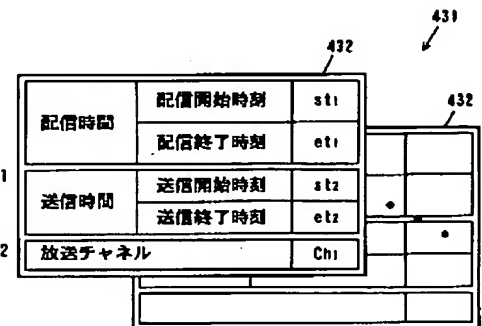 431
432
432
配信時間 配信開始時刻 st1
配信終了時刻 et1
1 送信時間 送信開始時刻 st2
送信終了時刻 et2
2 放送チャネル Ch1